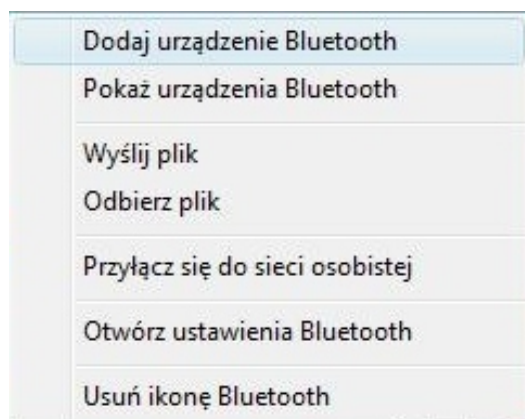 Dodaj urządzenie Bluetooth
Pokaż urządzenia Bluetooth
Wyślij plik
Odbierz plik
Przyłącz się do sieci osobistej
Otwórz ustawienia Bluetooth
Usuń ikonę Bluetooth